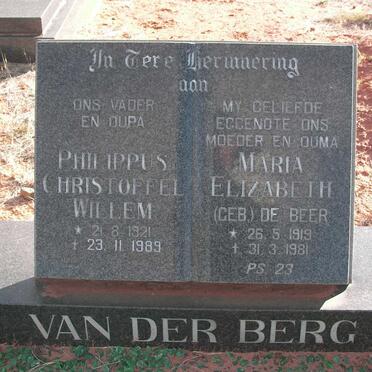 In Tere Herinnering
aan
ONS VADER
EN OUPA
PHILIPPUS
CHRISTOFFEL
WILLEM
* 21.8.1921
+ 23.11.1989
MY GELIEFDE
EGGENOTE ONS
MOEDER EN OUMA
MARIA
ELIZABETH
(GEB) DE BEER
* 26.5.1919
+ 31.3.1981
PS 23
VAN DER BERG